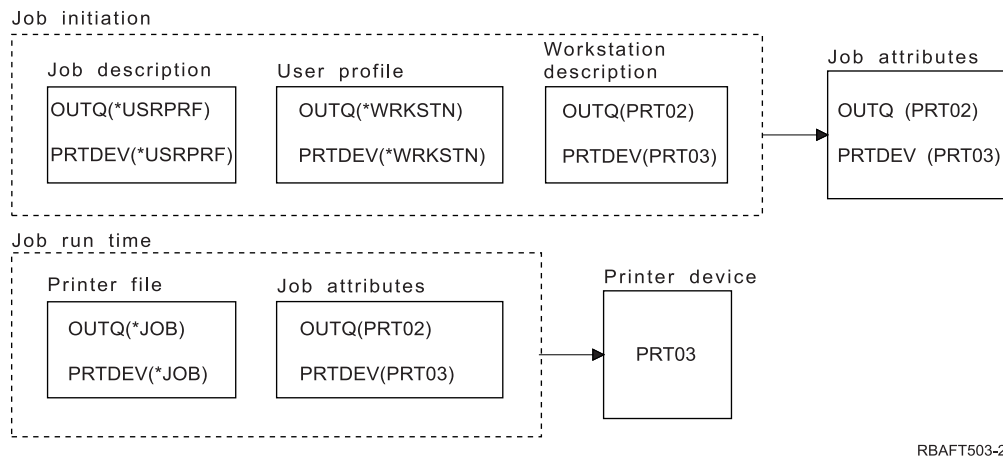 Job initiation
Job description
OUTQ(*USRPRF)
PRTDEV(*USRPRF)
User profile
OUTQ(*WRKSTN)
PRTDEV(*WRKSTN)
Workstation
description
OUTQ(PRT02)
PRTDEV(PRT03)
Job attributes
OUTQ (PRT02)
PRTDEV (PRT03)
Job run time
Printer file
OUTQ(*JOB)
PRTDEV(*JOB)
Job attributes
OUTQ(PRT02)
PRTDEV(PRT03)
Printer device
PRT03
RBAFT503-2